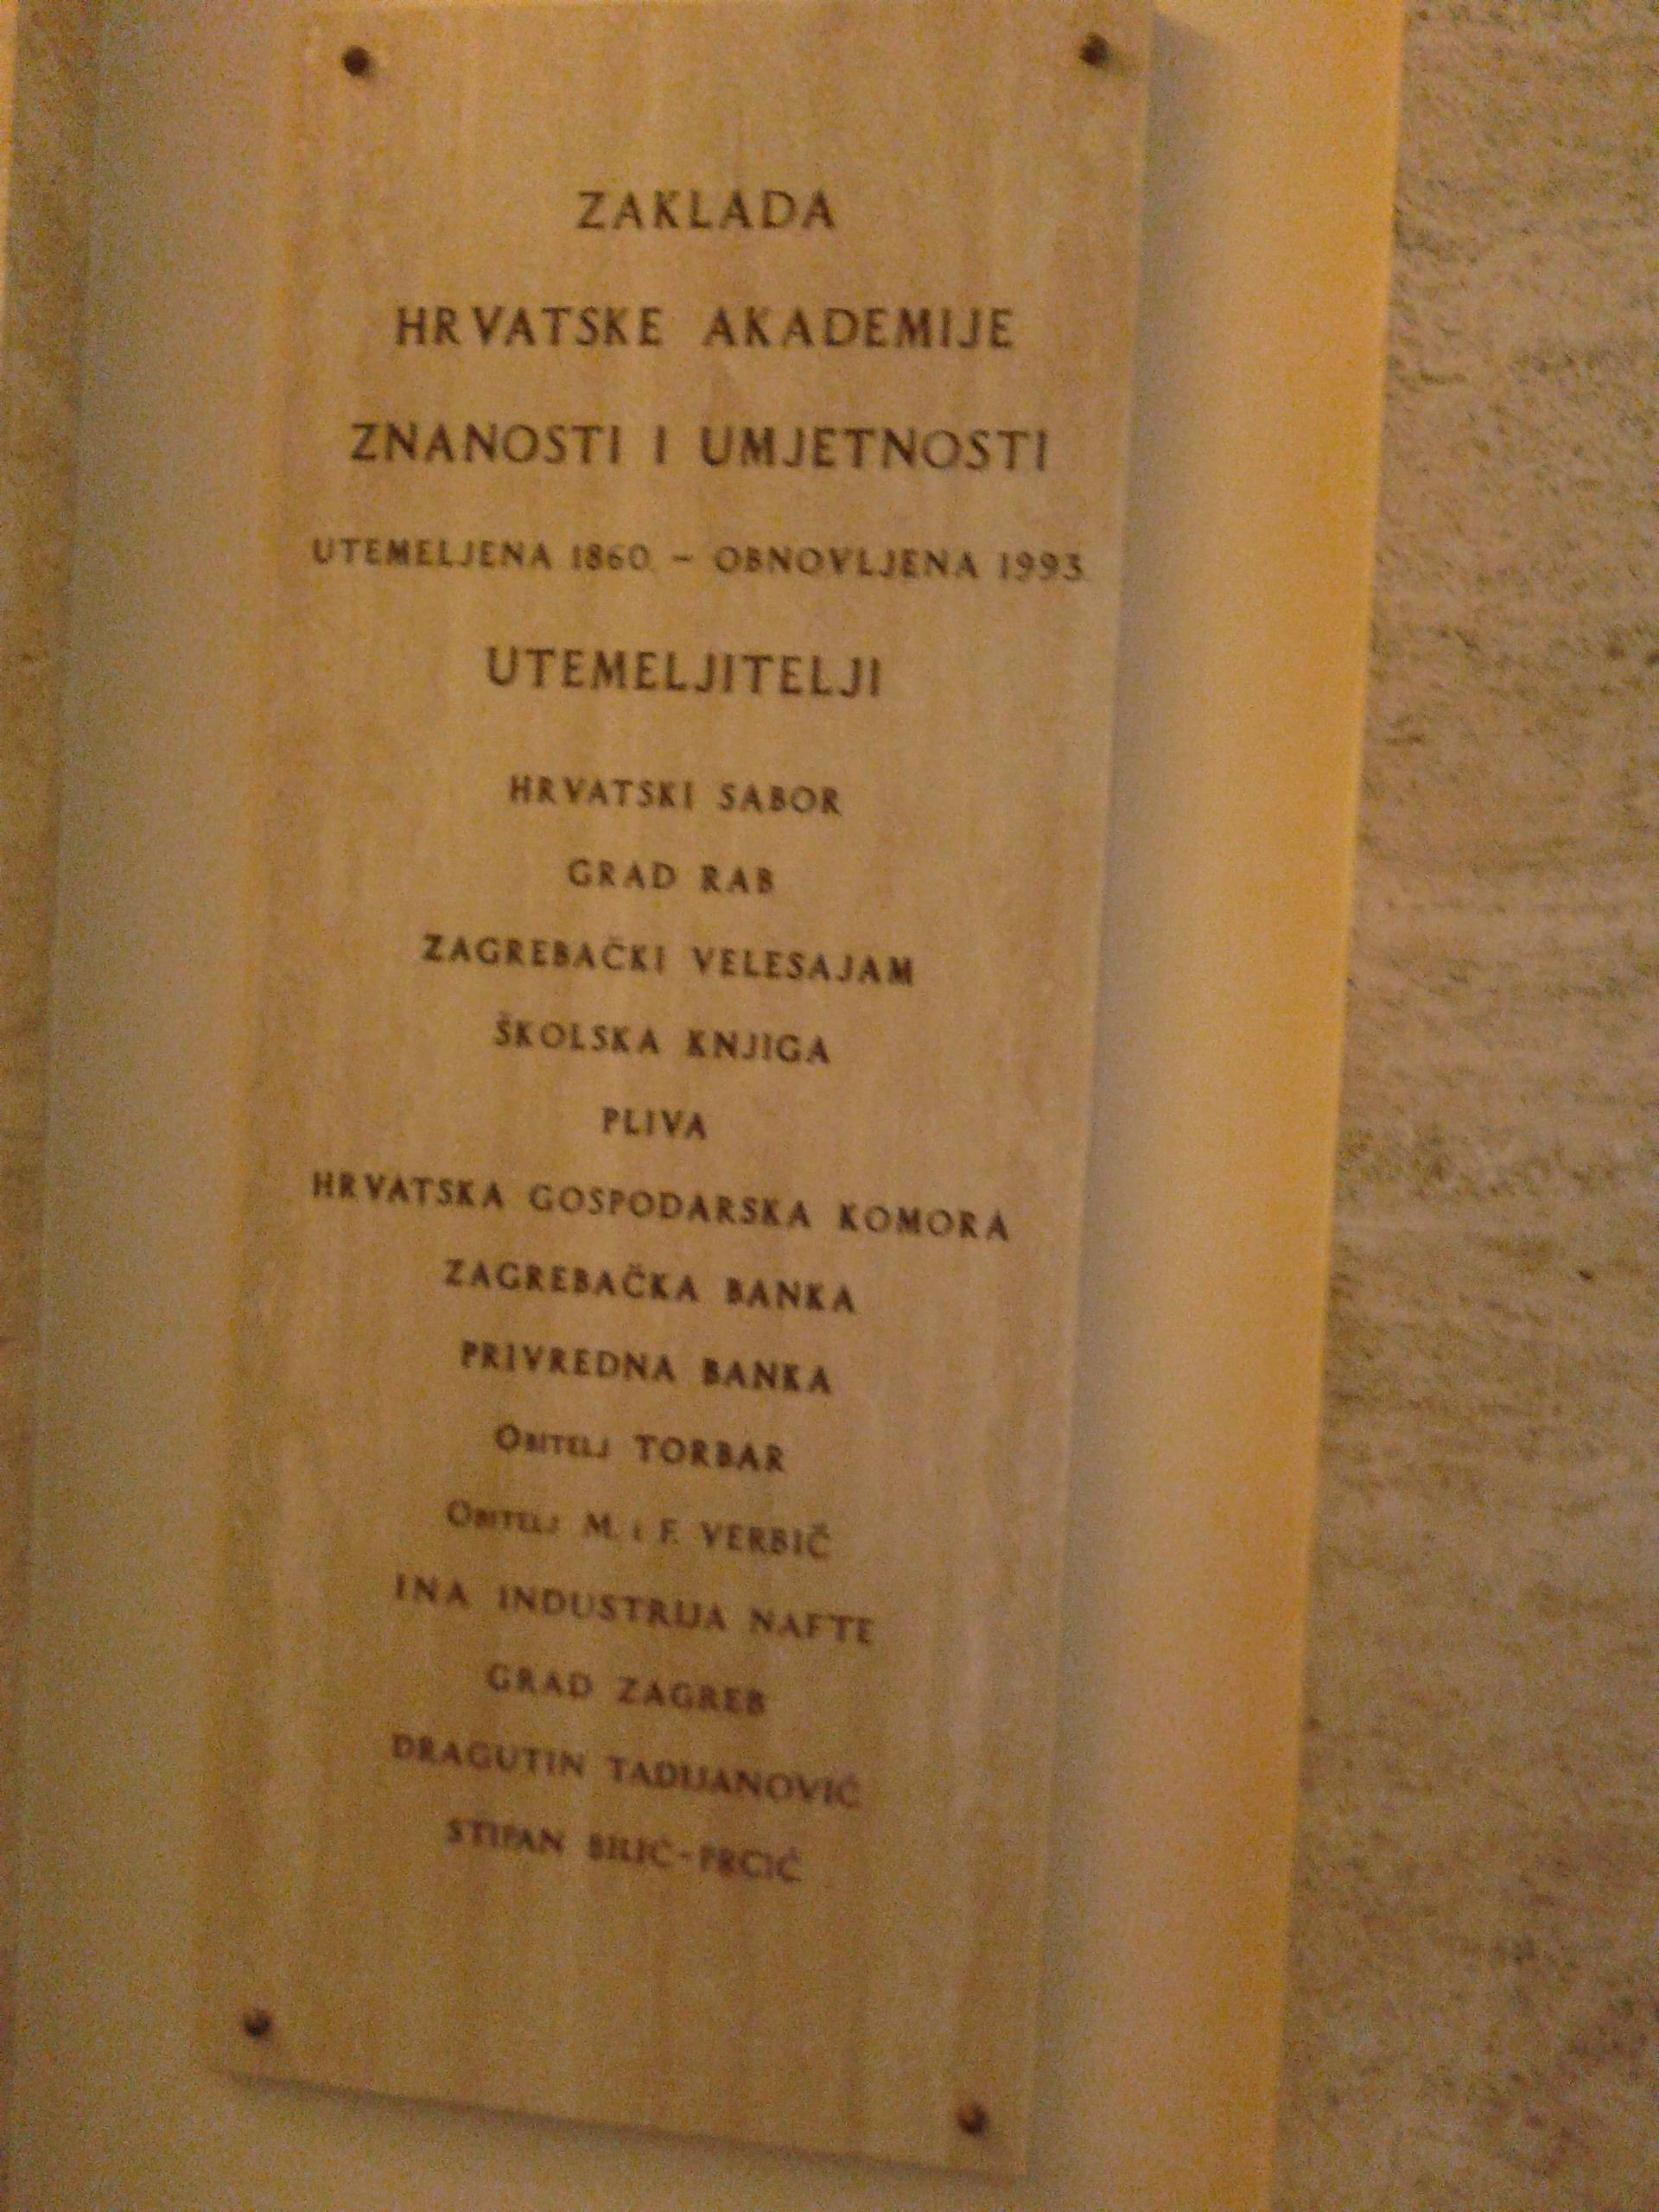 ZAKLADA
HRVATSKE AKADEMIJE
ZNANOSTI I UMJETNOSTI
UTEMELJENA 1860. – OBNOVLJENA 1993.
UTEMELJITELJI
HRVATSKI SABOR
GRAD RAB
ZAGREBAČKI VELESAJAM
ŠKOLSKA KNJIGA
PLIVA
HRVATSKA GOSPODARSKA KOMORA
ZAGREBAČKA BANKA
PRIVREDNA BANKA
OBITELJ TORBAR
OBITELJ M. i F. VERBIČ
INA INDUSTRIJA NAFTE
GRAD ZAGREB
DRAGUTIN TADIJANOVIĆ
STIPAN BILIĆ-PRCIĆ